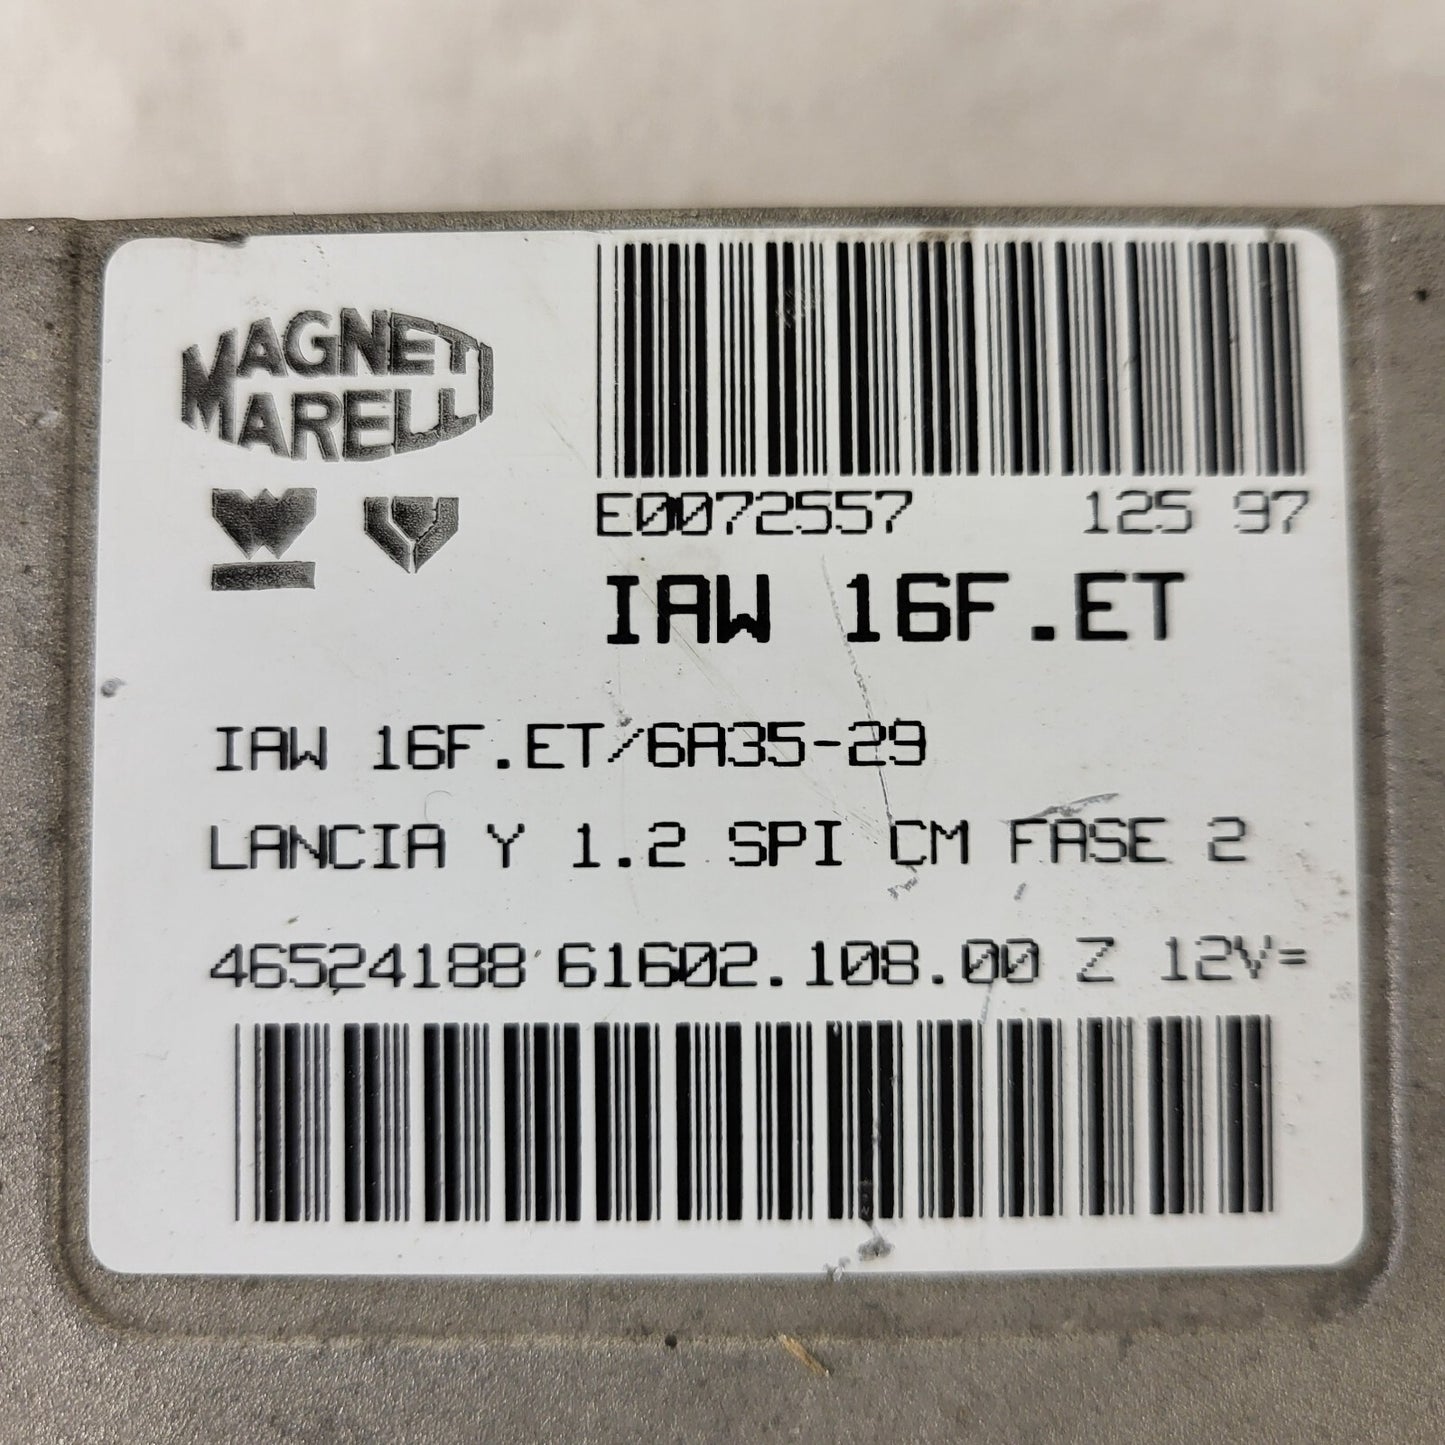 MAGNETI
MARELLI
E0072557 125 97
IAW 16F.ET
IAW 16F.ET/6A35-29
LANCIA Y 1.2 SPI CM FASE 2
46524188 61602.108.00 Z 12V=